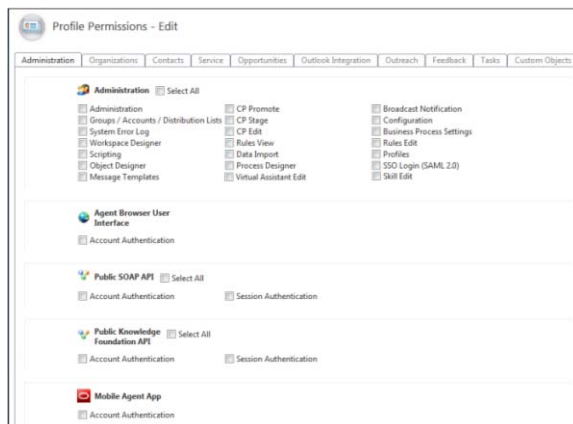 Profile Permissions - Edit
Administration Organizations Contacts Service Opportunities Outlook Integration Outreach Feedback Tasks Custom Objects
Administration Select All
Administration CP Promote Broadcast Notification
Groups / Accounts / Distribution Lists CP Stage Configuration
System Error Log CP Edit Business Process Settings
Workspace Designer Rules View Rules Edit
Scripting Data Import Profiles
Object Designer Process Designer SSO Login (SAML 2.0)
Message Templates Virtual Assistant Edit Skill Edit
Agent Browser User
Interface
Account Authentication
Public SOAP API Select All
Account Authentication Session Authentication
Public Knowledge Select All
Foundation API
Account Authentication Session Authentication
Mobile Agent App
Account Authentication